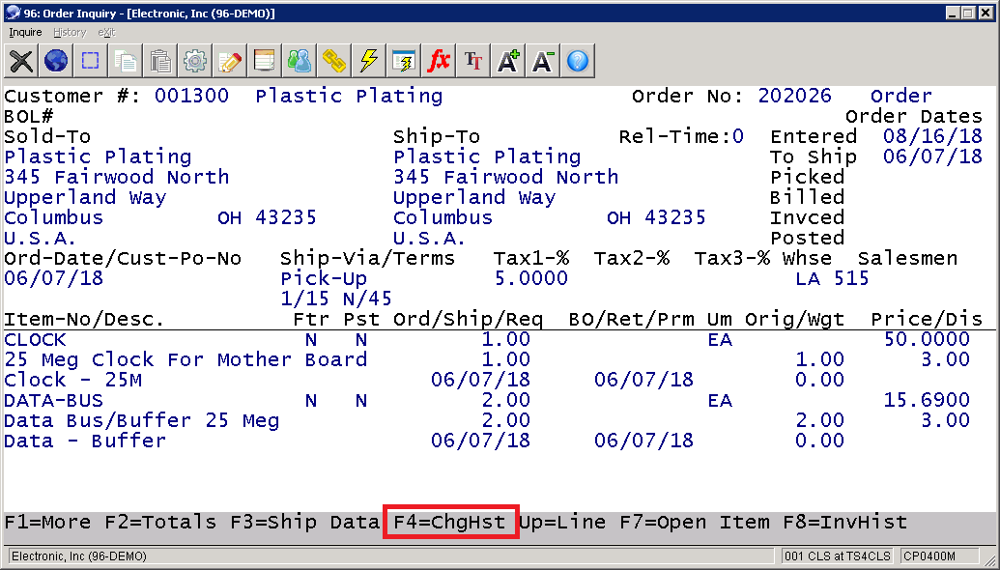 96: Order Inquiry - [Electronic, Inc (96-DEMO)]
Inquire History eXit
fx TT A+ A- ?
Customer #: 001300 Plastic Plating Order No: 202026 Order
BOL# Order Dates
Sold-To Ship-To Rel-Time:0 Entered 08/16/18
Plastic Plating Plastic Plating To Ship 06/07/18
345 Fairwood North 345 Fairwood North Picked
Upperland Way Upperland Way Billed
Columbus OH 43235 Columbus OH 43235 Invced
U.S.A. U.S.A. Posted
Ord-Date/Cust-Po-No Ship-Via/Terms Tax1-% Tax2-% Tax3-% Whse Salesmen
06/07/18 Pick-Up 5.0000 LA 515
1/15 N/45
Item-No/Desc. Ftr Pst Ord/Ship/Req BO/Ret/Prm Um Orig/Wgt Price/Dis
CLOCK N N 1.00 EA 50.0000
25 Meg Clock For Mother Board 1.00 1.00 3.00
Clock - 25M 06/07/18 06/07/18 0.00
DATA-BUS N N 2.00 EA 15.6900
Data Bus/Buffer 25 Meg 2.00 2.00 3.00
Data - Buffer 06/07/18 06/07/18 0.00
F1=More F2=Totals F3=Ship Data F4=ChgHst Up=Line F7=Open Item F8=InvHist
Electronic, Inc (96-DEMO) 001 CLS at TS4CLS CP0400M